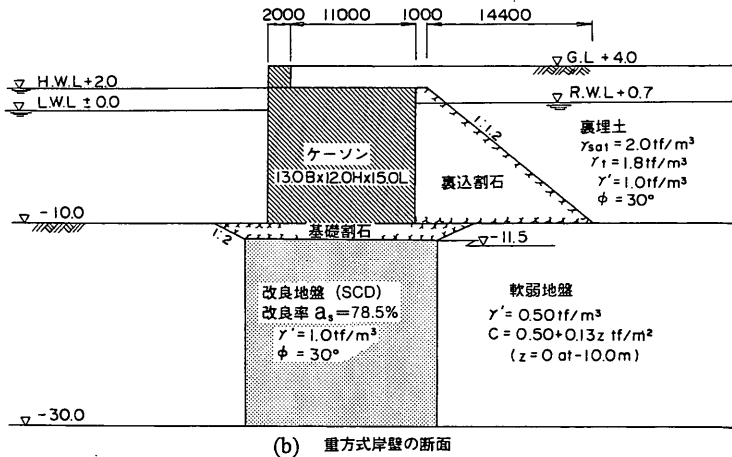 2000 11000 1000 14400
G.L +4.0
H.W.L+2.0
R.W.L+0.7
L.W.L ±0.0
1:1.2
裏埋土
γsat=2.0tf/m³
γt=1.8tf/m³
γ'=1.0tf/m³
φ=30°
ケーソン
13.0B×12.0H×15.0L
裏込割石
-10.0
基礎割石
1:2
-11.5
改良地盤 (SCD)
改良率 as=78.5%
γ'=1.0tf/m³
φ=30°
軟弱地盤
γ'=0.50tf/m³
C=0.50+0.13z tf/m²
(z=0 at-10.0m)
-30.0
(b) 重方式岸壁の断面